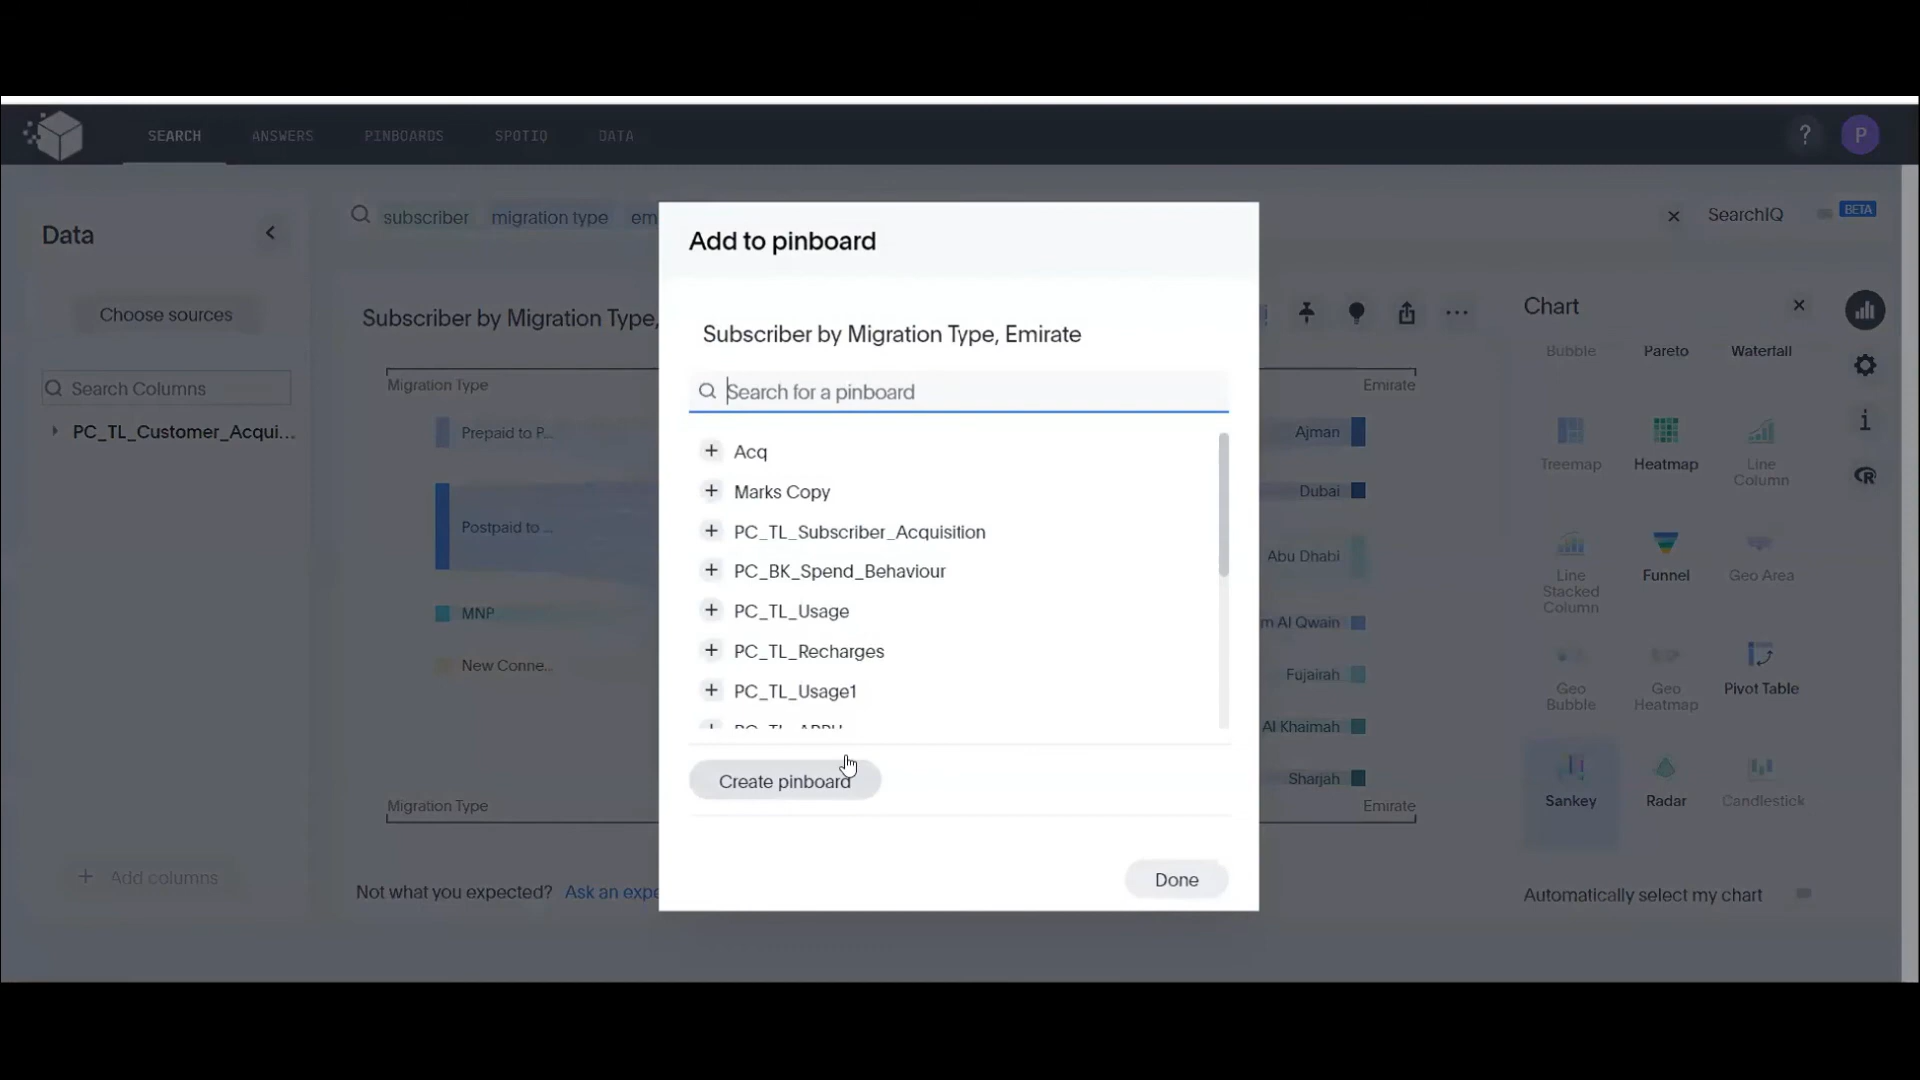 SEARCH ANSWERS PINBOARDS SPOTIQ DATA ? P
Data
Choose sources
Search Columns
PC_TL_Customer_Acqui...
+ Add columns
subscriber migration type em
SearchIQ BETA
Subscriber by Migration Type,
Migration Type
Prepaid to P...
Postpaid to ...
MNP
New Conne...
Migration Type
Not what you expected? Ask an expe
Add to pinboard
Subscriber by Migration Type, Emirate
Search for a pinboard
+ Acq
+ Marks Copy
+ PC_TL_Subscriber_Acquisition
+ PC_BK_Spend_Behaviour
+ PC_TL_Usage
+ PC_TL_Recharges
+ PC_TL_Usage1
Create pinboard
Done
Emirate
Ajman
Dubai
Abu Dhabi
m Al Qwain
Fujairah
Al Khaimah
Sharjah
Emirate
Chart
Bubble Pareto Waterfall
Treemap Heatmap Line
Column
Line
Stacked
Column
Funnel Geo Area
Geo
Bubble
Geo
Heatmap
Pivot Table
Sankey Radar Candlestick
Automatically select my chart
i
R